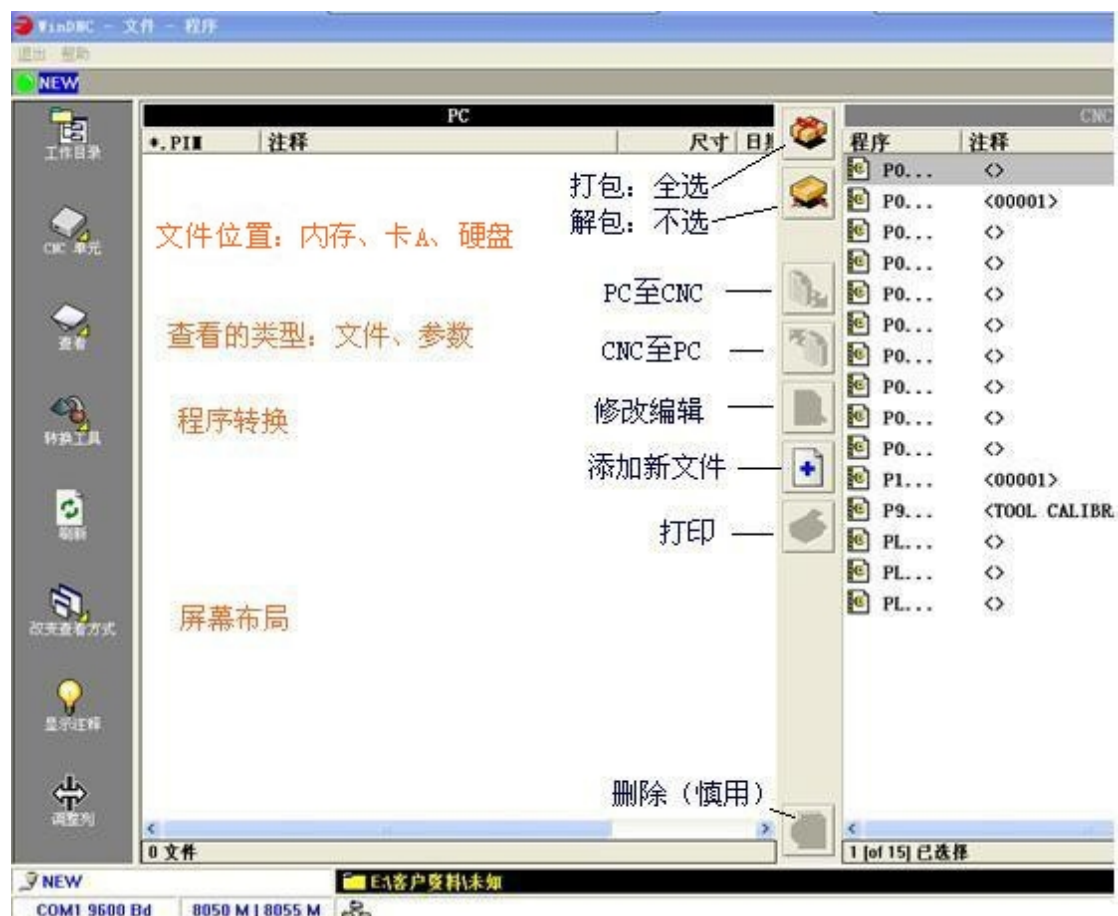 WinDNC - 文件 - 程序
退出 帮助
NEW
工作目录
CNC 单元
查看
转换工具
刷新
改变查看方式
显示注释
调整列
PC
*.PIM 注释 尺寸 日期
打包：全选
解包：不选
文件位置：内存、卡A、硬盘
PC至CNC
查看的类型：文件、参数
CNC至PC
程序转换
修改编辑
添加新文件
打印
屏幕布局
删除（慎用）
0 文件
CNC
程序 注释
P0... <>
P0... <00001>
P0... <>
P0... <>
P0... <>
P0... <>
P0... <>
P0... <>
P0... <>
P0... <>
P1... <00001>
P9... <TOOL CALIBR
PL... <>
PL... <>
PL... <>
1 [of 15] 已选择
NEW E:\客户资料\未知
COM1 9600 Bd 8050 M | 8055 M